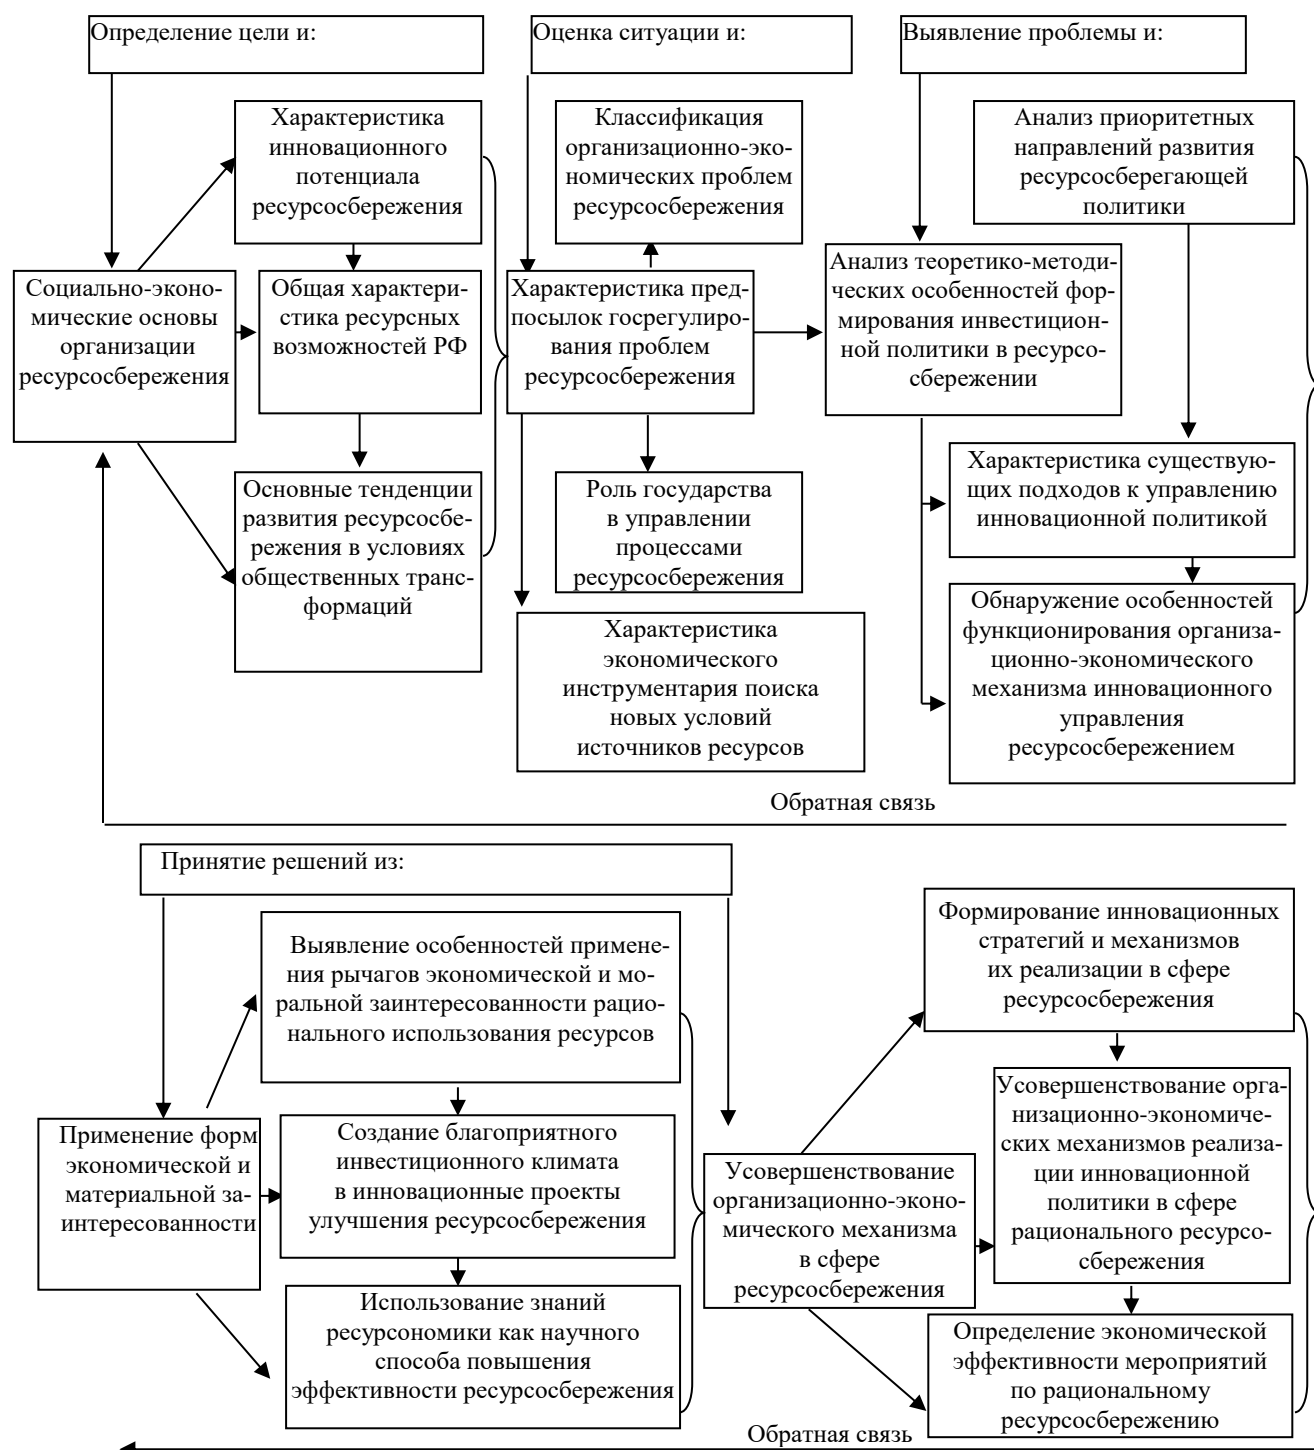 Определение цели и:
Оценка ситуации и:
Выявление проблемы и:
Характеристика
инновационного
потенциала
ресурсосбережения
Классификация
организационно-эко-
номических проблем
ресурсосбережения
Анализ приоритетных
направлений развития
ресурсосберегающей
политики
Социально-эконо-
мические основы
организации
ресурсосбережения
Общая характери-
стика ресурсных
возможностей РФ
Характеристика пред-
посылок госрегулиро-
вания проблем
ресурсосбережения
Анализ теоретико-методи-
ческих особенностей фор-
мирования инвестицион-
ной политики в ресурсо-
сбережении
Основные тенденции
развития ресурсосбе-
режения в условиях
общественных транс-
формаций
Роль государства
в управлении
процессами
ресурсосбережения
Характеристика существую-
щих подходов к управлению
инновационной политикой
Характеристика
экономического
инструментария поиска
новых условий
источников ресурсов
Обнаружение особенностей
функционирования организа-
ционно-экономического
механизма инновационного
управления
ресурсосбережением
Обратная связь
Принятие решений из:
Выявление особенностей примене-
ния рычагов экономической и мо-
ральной заинтересованности рацио-
нального использования ресурсов
Формирование инновационных
стратегий и механизмов
их реализации в сфере
ресурсосбережения
Применение форм
экономической и
материальной за-
интересованности
Создание благоприятного
инвестиционного климата
в инновационные проекты
улучшения ресурсосбережения
Усовершенствование
организационно-эконо-
мического механизма
в сфере
ресурсосбережения
Усовершенствование орга-
низационно-экономиче-
ских механизмов реализа-
ции инновационной
политики в сфере
рационального ресурсо-
сбережения
Использование знаний
ресурсономики как научного
способа повышения
эффективности ресурсосбережения
Определение экономической
эффективности мероприятий
по рациональному
ресурсосбережению
Обратная связь